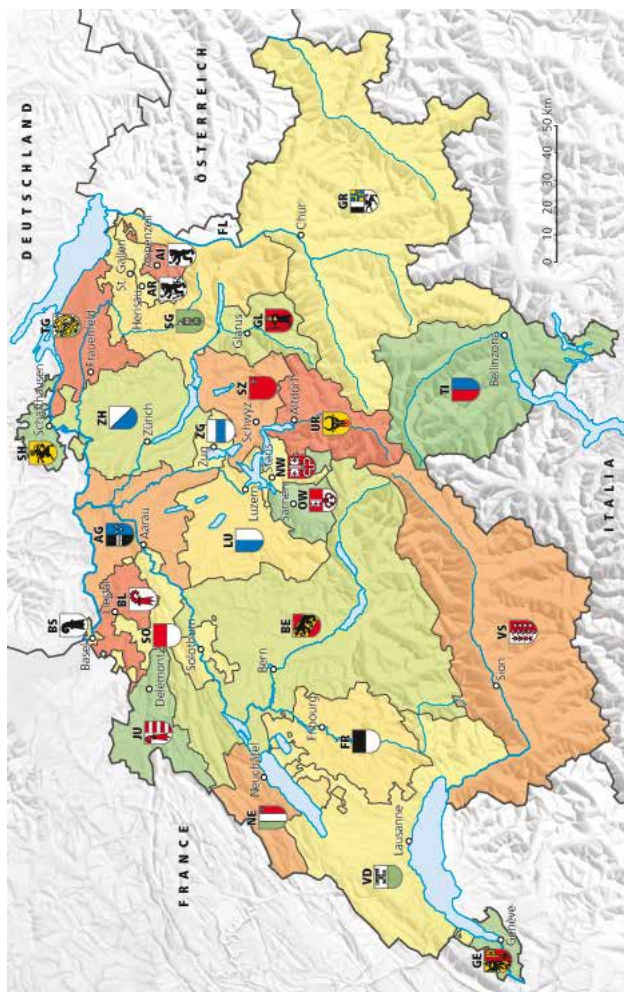 DEUTSCHLAND
ÖSTERREICH
FRANCE
ITALIA
FL
SH
Schaffhausen
TG
Frauenfeld
BS
Basel
Liestal
BL
AG
Aarau
ZH
Zürich
St. Gallen
Herisau
AR
AI
Appenzell
SG
JU
Delémont
SO
Solothurn
LU
Luzern
ZG
Zug
SZ
Schwyz
Glarus
GL
NE
Neuchâtel
Bern
BE
Sarnen
OW
Stans
NW
Altdorf
UR
Chur
GR
Fribourg
FR
VD
Lausanne
GE
Genève
Sion
VS
TI
Bellinzona
0 10 20 30 40 50 km